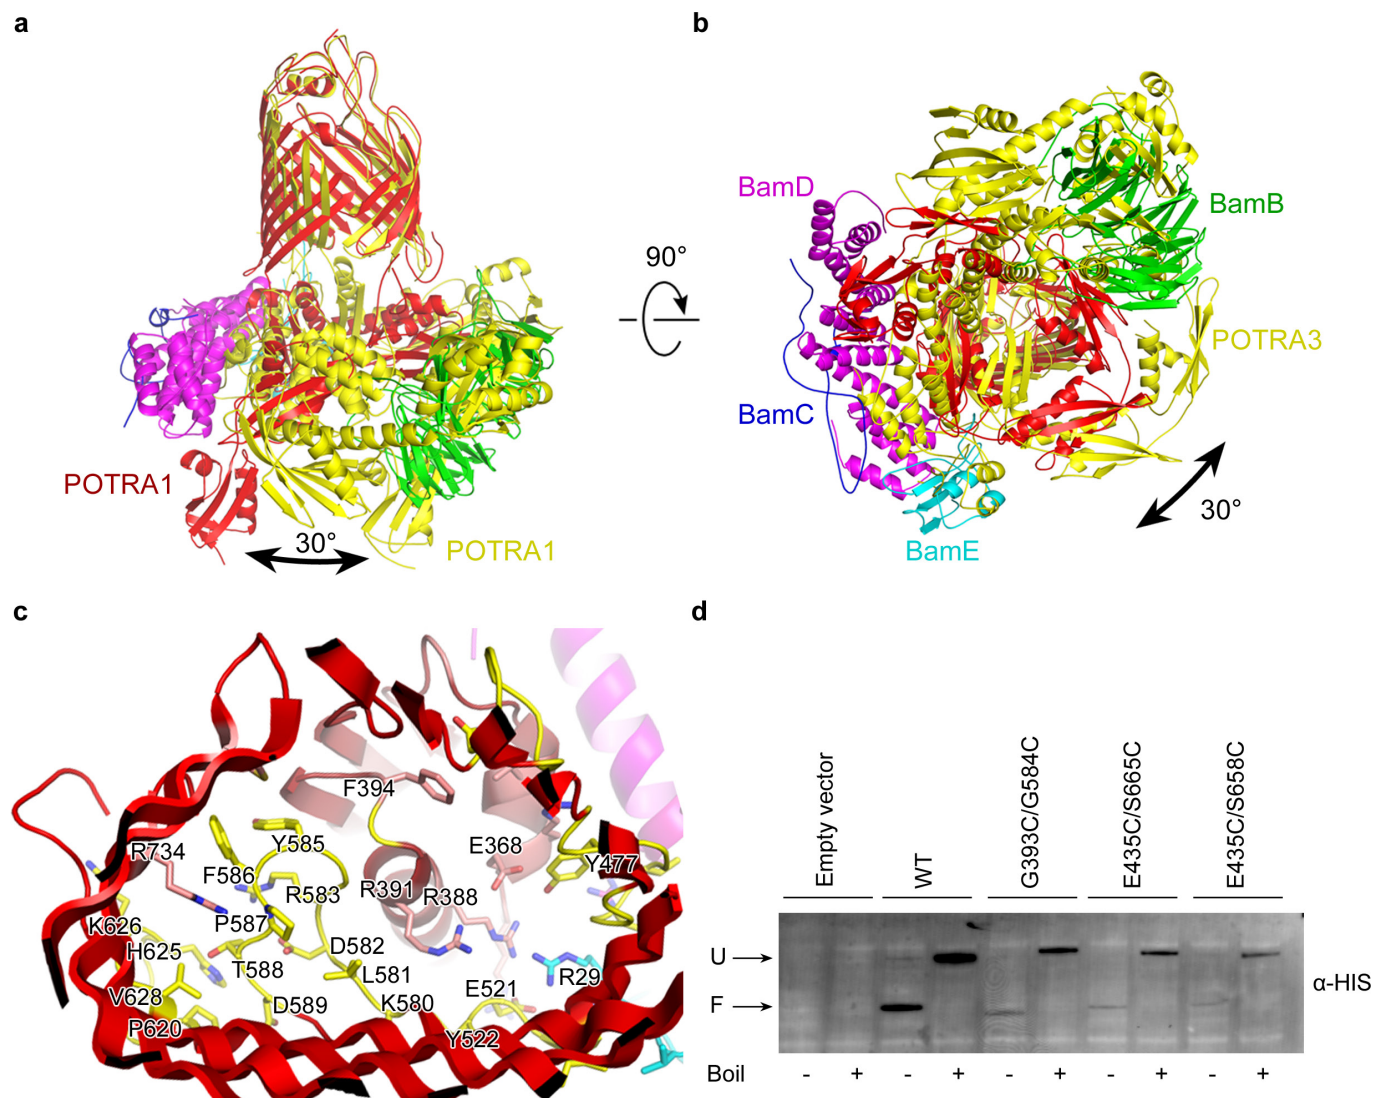 a
POTRA1
30°
POTRA1
90°
b
BamD
BamB
POTRA3
BamC
BamE
30°
c
F394
R734
Y585
E368
Y477
F586
R583
R391
R388
K626
P587
H625
D582
T588
L581
R29
V628
D589
K580
E521
P620
Y522
d
Empty vector
WT
G393C/G584C
E435C/S665C
E435C/S658C
U
F
α-HIS
Boil - + - + - + - + - +